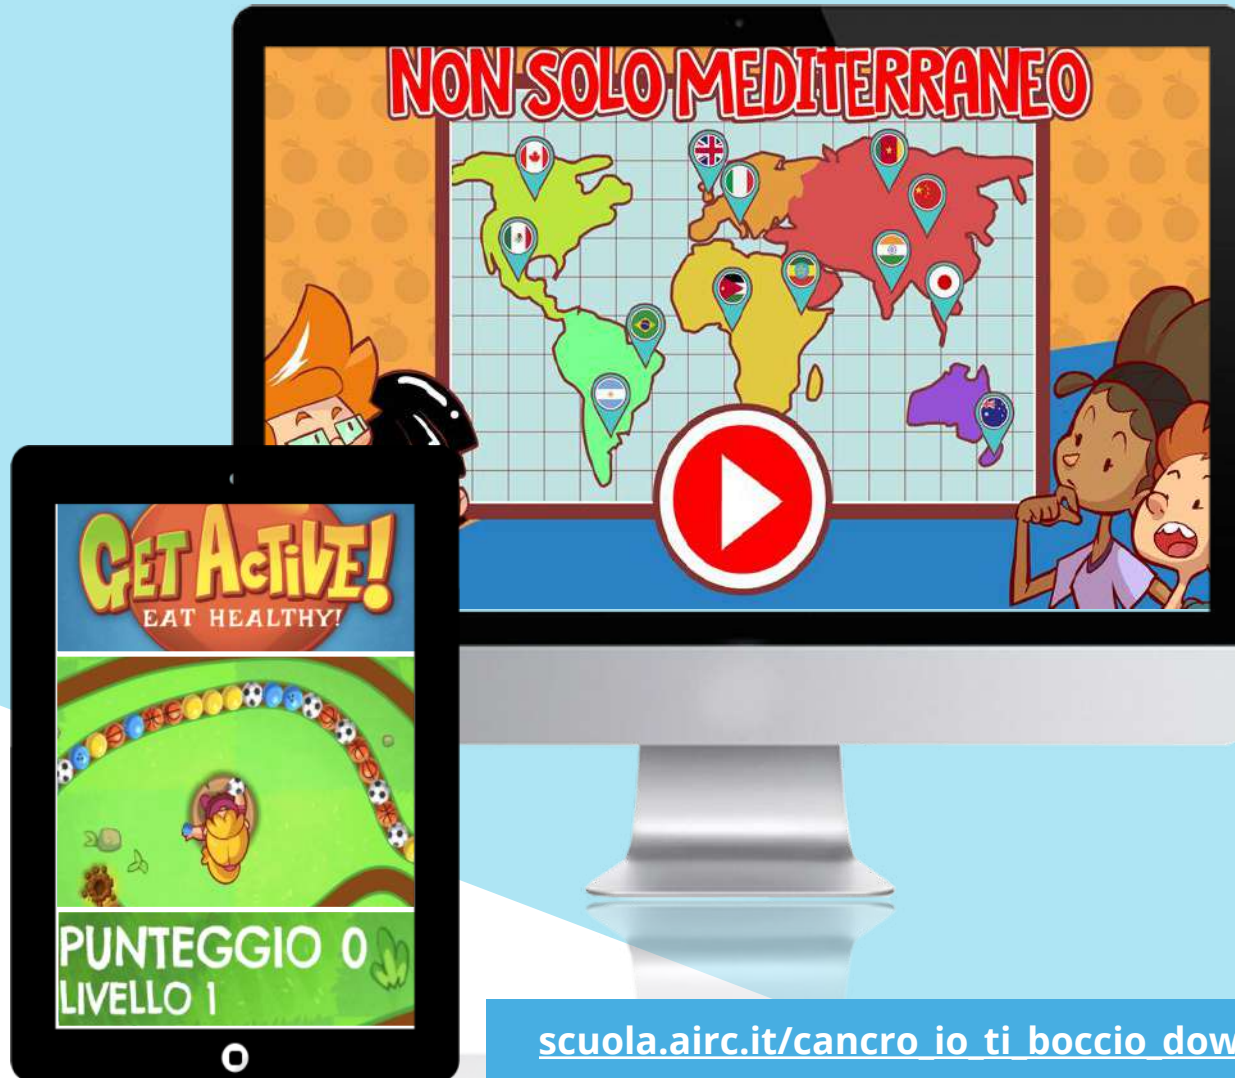 NON SOLO MEDITERRANEO
GET ACTIVE!
EAT HEALTHY!
PUNTEGGIO 0
LIVELLO 1
scuola.airc.it/cancro_io_ti_boccio_dow